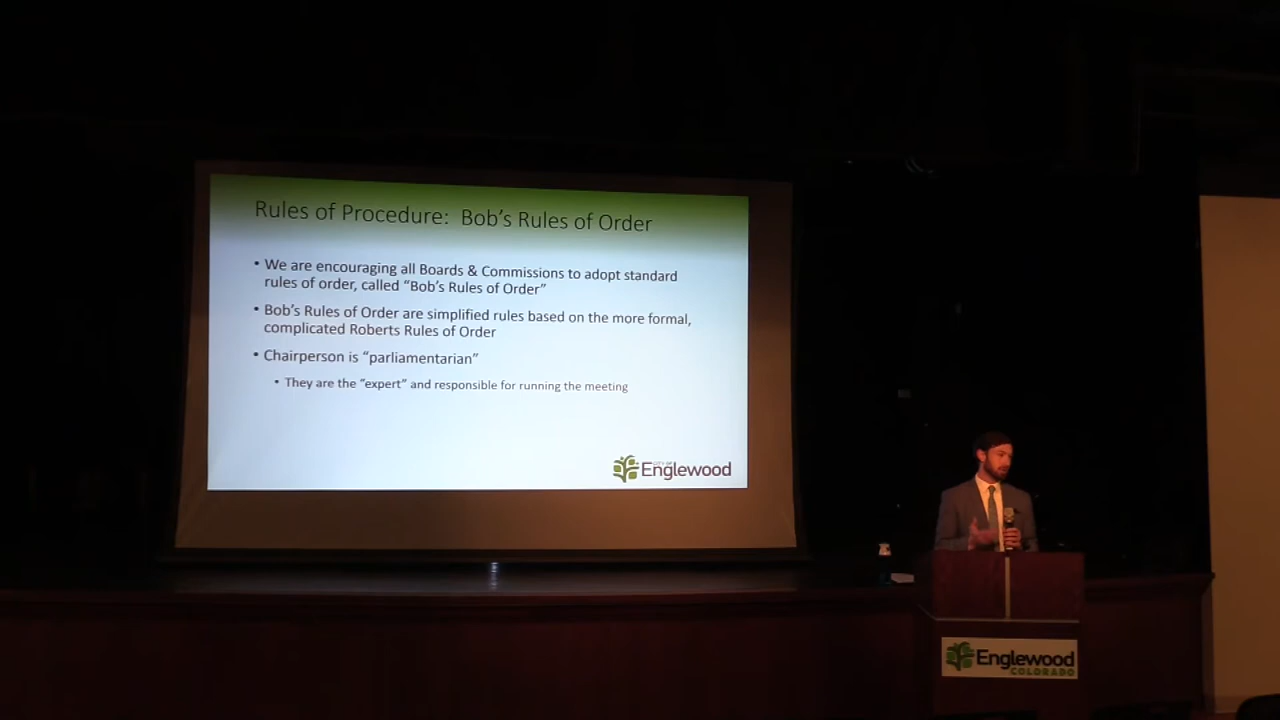 Rules of Procedure: Bob's Rules of Order
• We are encouraging all Boards & Commissions to adopt standard
rules of order, called "Bob's Rules of Order"
• Bob's Rules of Order are simplified rules based on the more formal,
complicated Roberts Rules of Order
• Chairperson is "parliamentarian"
• They are the "expert" and responsible for running the meeting
CITY OF
Englewood
Englewood
COLORADO